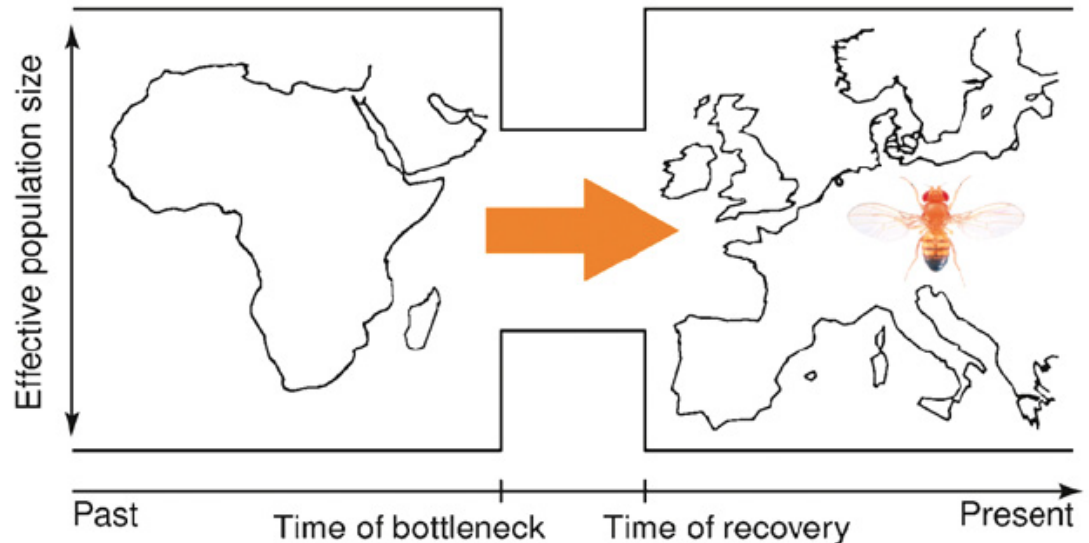 Effective population size
Past
Time of bottleneck
Time of recovery
Present